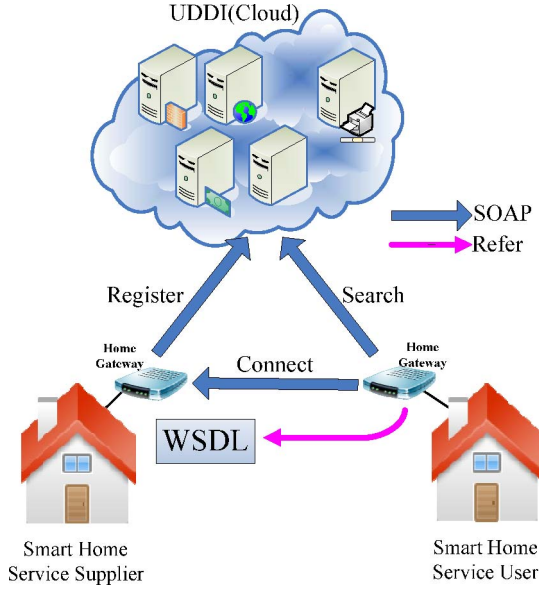 UDDI(Cloud)
SOAP
Refer
Register
Search
Home
Gateway
Connect
Home
Gateway
WSDL
Smart Home
Service Supplier
Smart Home
Service User